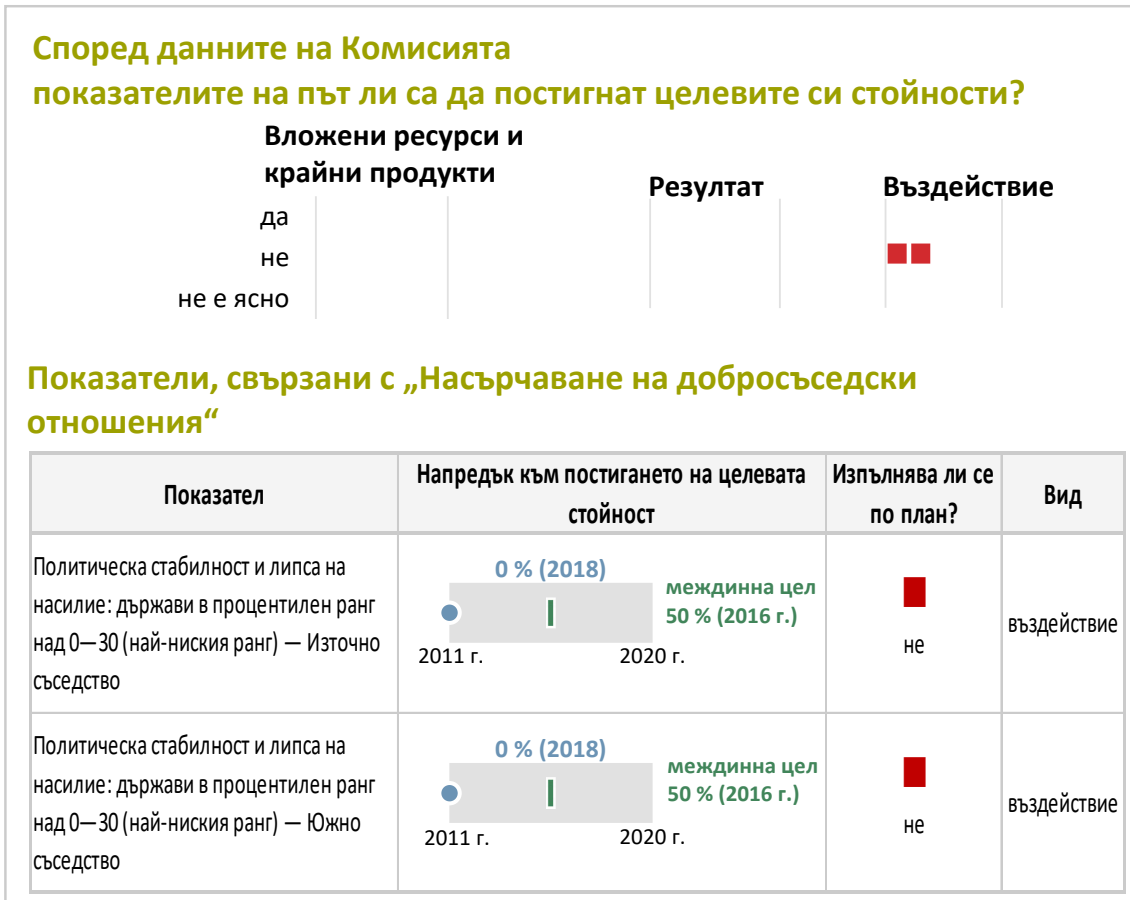 Според данните на Комисията
показателите на път ли са да постигнат целевите си стойности?
Вложени ресурси и
крайни продукти
Резултат
Въздействие
да
не
не е ясно
Показатели, свързани с „Насърчаване на добросъседски
отношения“
Показател
Напредък към постигането на целевата
стойност
Изпълнява ли се
по план?
Вид
Политическа стабилност и липса на
насилие: държави в процентилен ранг
над 0—30 (най-ниския ранг) — Източно
съседство
0 % (2018)
междинна цел
50 % (2016 г.)
2011 г.
2020 г.
не
въздействие
Политическа стабилност и липса на
насилие: държави в процентилен ранг
над 0—30 (най-ниския ранг) — Южно
съседство
0 % (2018)
междинна цел
50 % (2016 г.)
2011 г.
2020 г.
не
въздействие